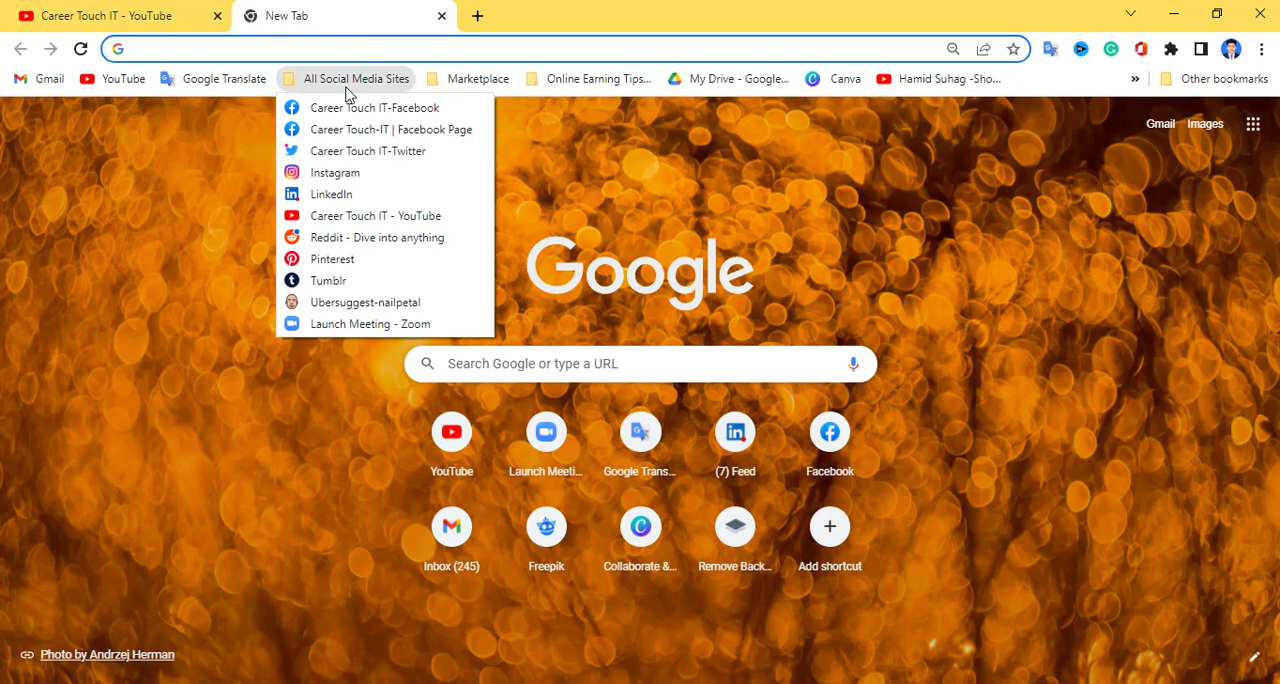 Career Touch IT - YouTube
New Tab
Gmail
YouTube
Google Translate
All Social Media Sites
Marketplace
Online Earning Tips...
My Drive - Google...
Canva
Hamid Suhag -Sho...
»
Other bookmarks
Career Touch IT-Facebook
Career Touch-IT | Facebook Page
Career Touch IT-Twitter
Instagram
LinkedIn
Career Touch IT - YouTube
Reddit - Dive into anything
Pinterest
Tumblr
Ubersuggest-nailpetal
Launch Meeting - Zoom
Gmail Images
Google
Search Google or type a URL
YouTube
Launch Meeti...
Google Trans...
(7) Feed
Facebook
Inbox (245)
Freepik
Collaborate &...
Remove Back...
Add shortcut
Photo by Andrzej Herman